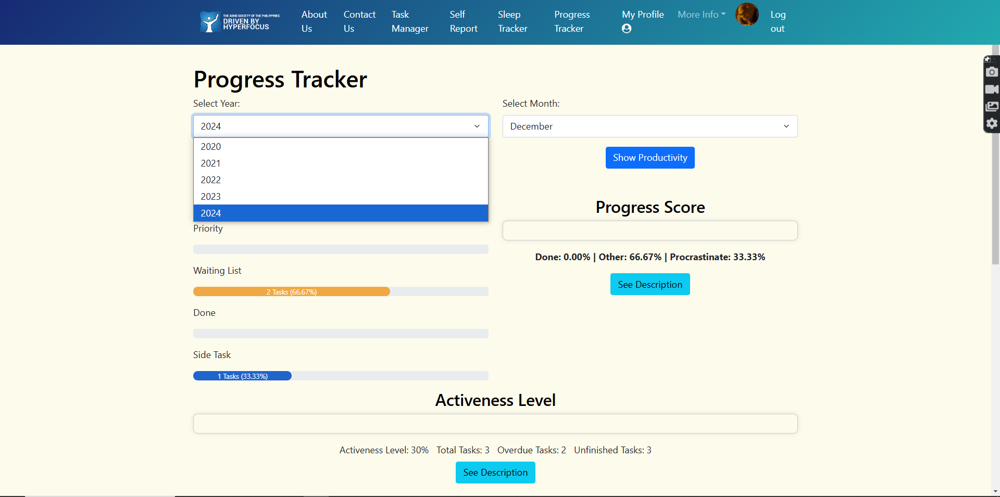 THE ADHD SOCIETY OF THE PHILIPPINES
DRIVEN BY
HYPERFOCUS
About
Us
Contact
Us
Task
Manager
Self
Report
Sleep
Tracker
Progress
Tracker
My Profile
More Info
Log
out
Progress Tracker
Select Year:
2024
2020
2021
2022
2023
2024
Select Month:
December
Show Productivity
Priority
Waiting List
2 Tasks (66.67%)
Done
Side Task
1 Tasks (33.33%)
Progress Score
Done: 0.00% | Other: 66.67% | Procrastinate: 33.33%
See Description
Activeness Level
Activeness Level: 30% Total Tasks: 3 Overdue Tasks: 2 Unfinished Tasks: 3
See Description